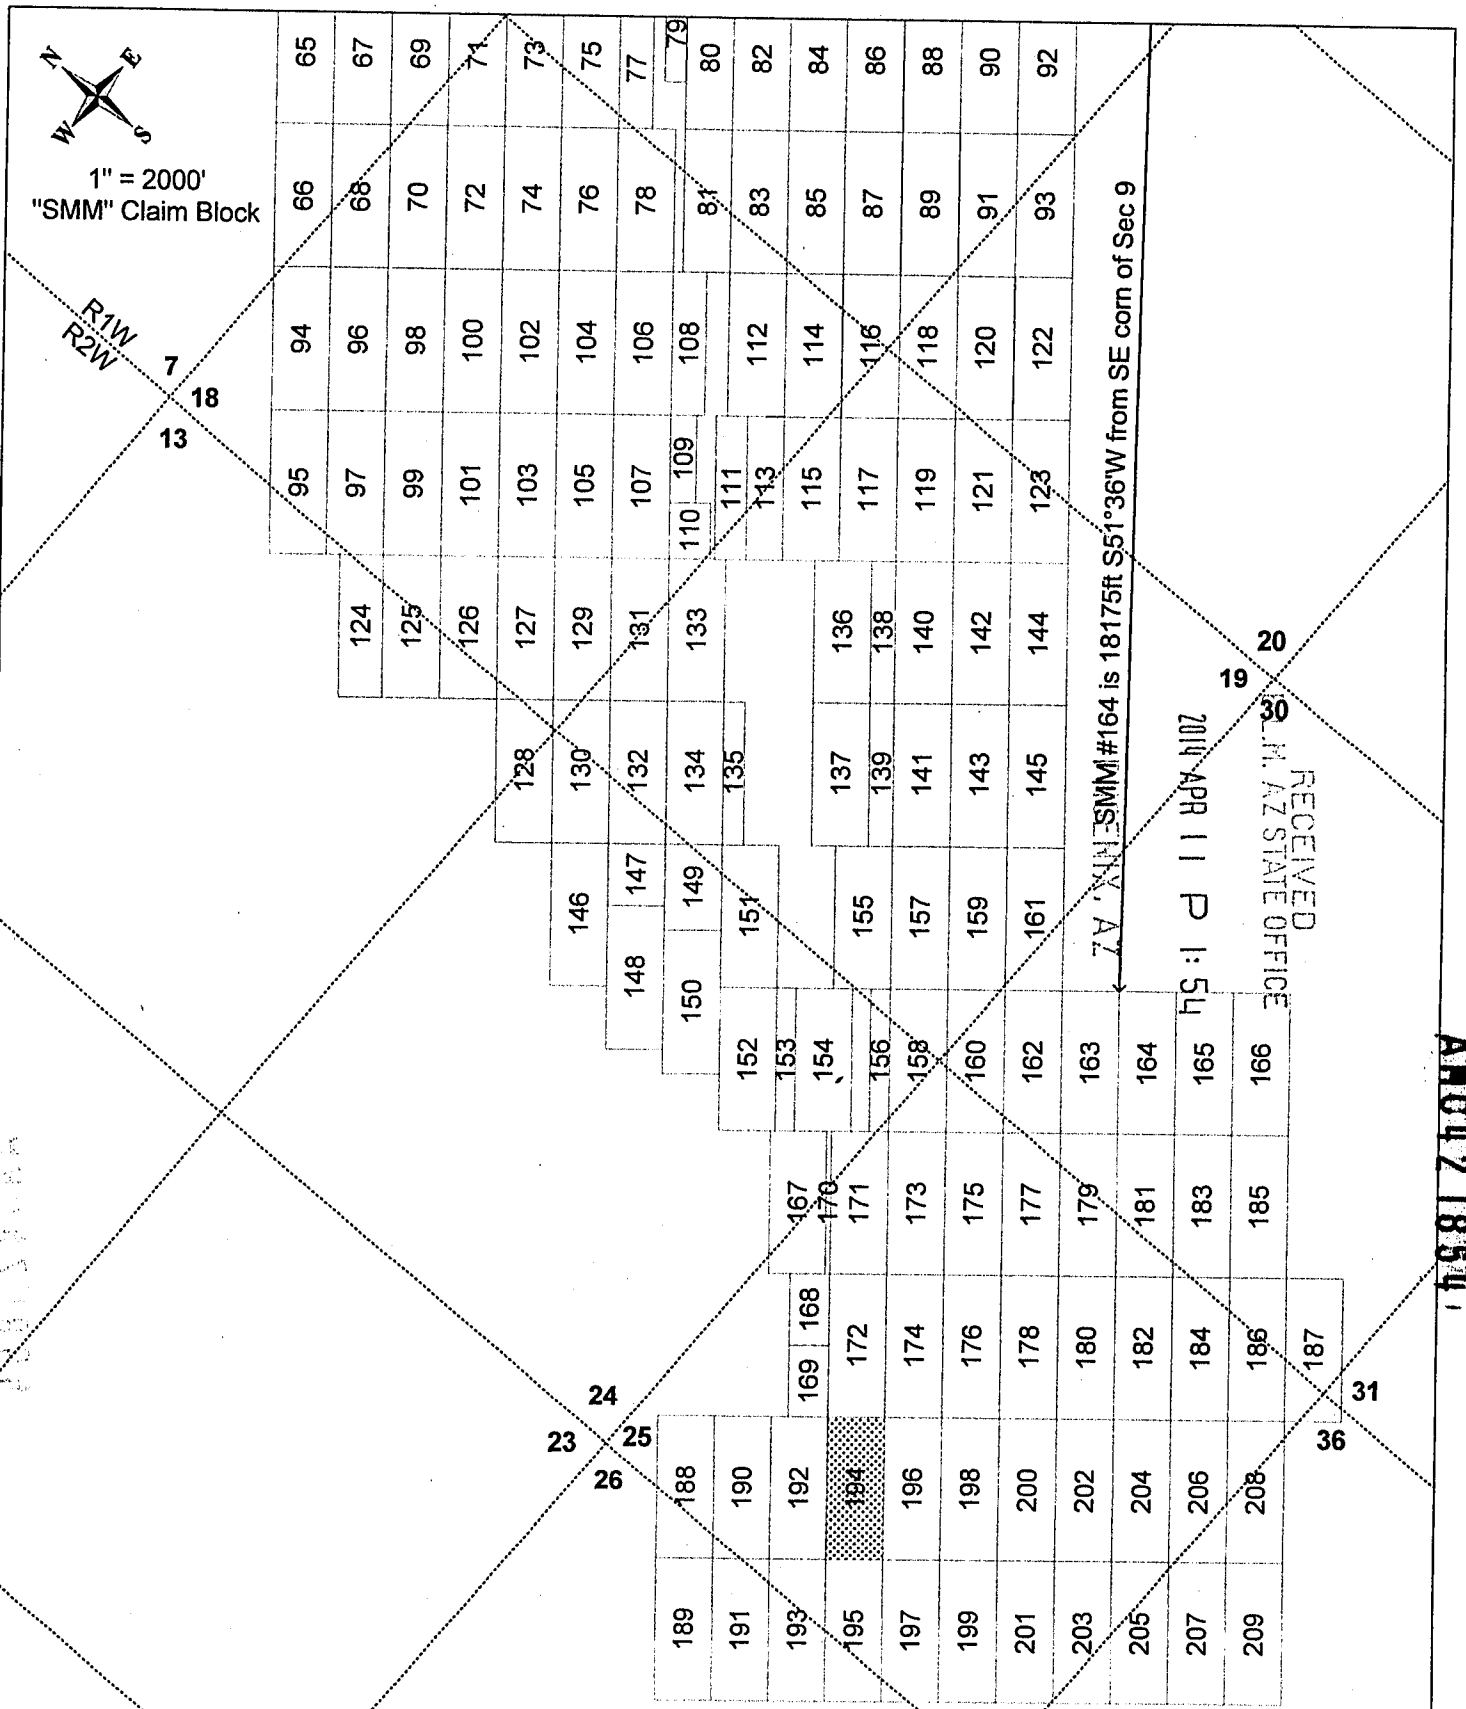 N
E
W
S
1" = 2000'
"SMM" Claim Block
65 67 69 71 73 75 77 79 80 82 84 86 88 90 92
66 68 70 72 74 76 78 81 83 85 87 89 91 93
R1W
R2W
7
18
13
94 96 98 100 102 104 106 108 112 114 116 118 120 122
95 97 99 101 103 105 107 109 110 111 113 115 117 119 121 123
124 125 126 127 129 131 133 136 138 140 142 144
128 130 132 134 135 137 139 141 143 145
146 147 148 149 150 151 155 157 159 161
152 153 154 156 158 160 162 163 164 165 166
167 170 171 173 175 177 179 181 183 185
168 169 172 174 176 178 180 182 184 186 187
188 190 192 194 196 198 200 202 204 206 208
189 191 193 195 197 199 201 203 205 207 209
SMM#164 is 18175ft S51°36'W from SE corn of Sec 9
20
19
30
RECEIVED
AZ STATE OFFICE
2014 APR 11 P 1:54
, AZ
24
23
25
26
31
36